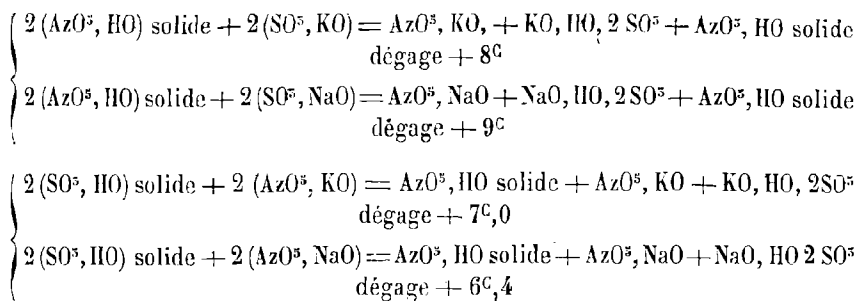 2 (AzO⁵, HO) solide + 2 (SO³, KO) = AzO⁵, KO, + KO, HO, 2 SO³ + AzO⁵, HO solide
dégage + 8ᶜ
2 (AzO⁵, HO) solide + 2 (SO³, NaO) = AzO⁵, NaO + NaO, HO, 2 SO³ + AzO⁵, HO solide
dégage + 9ᶜ
2 (SO³, HO) solide + 2 (AzO⁵, KO) = AzO⁵, HO solide + AzO⁵, KO + KO, HO, 2SO³
dégage + 7ᶜ,0
2 (SO³, HO) solide + 2 (AzO⁵, NaO) = AzO⁵, HO solide + AzO⁵, NaO + NaO, HO 2 SO³
dégage + 6ᶜ,4